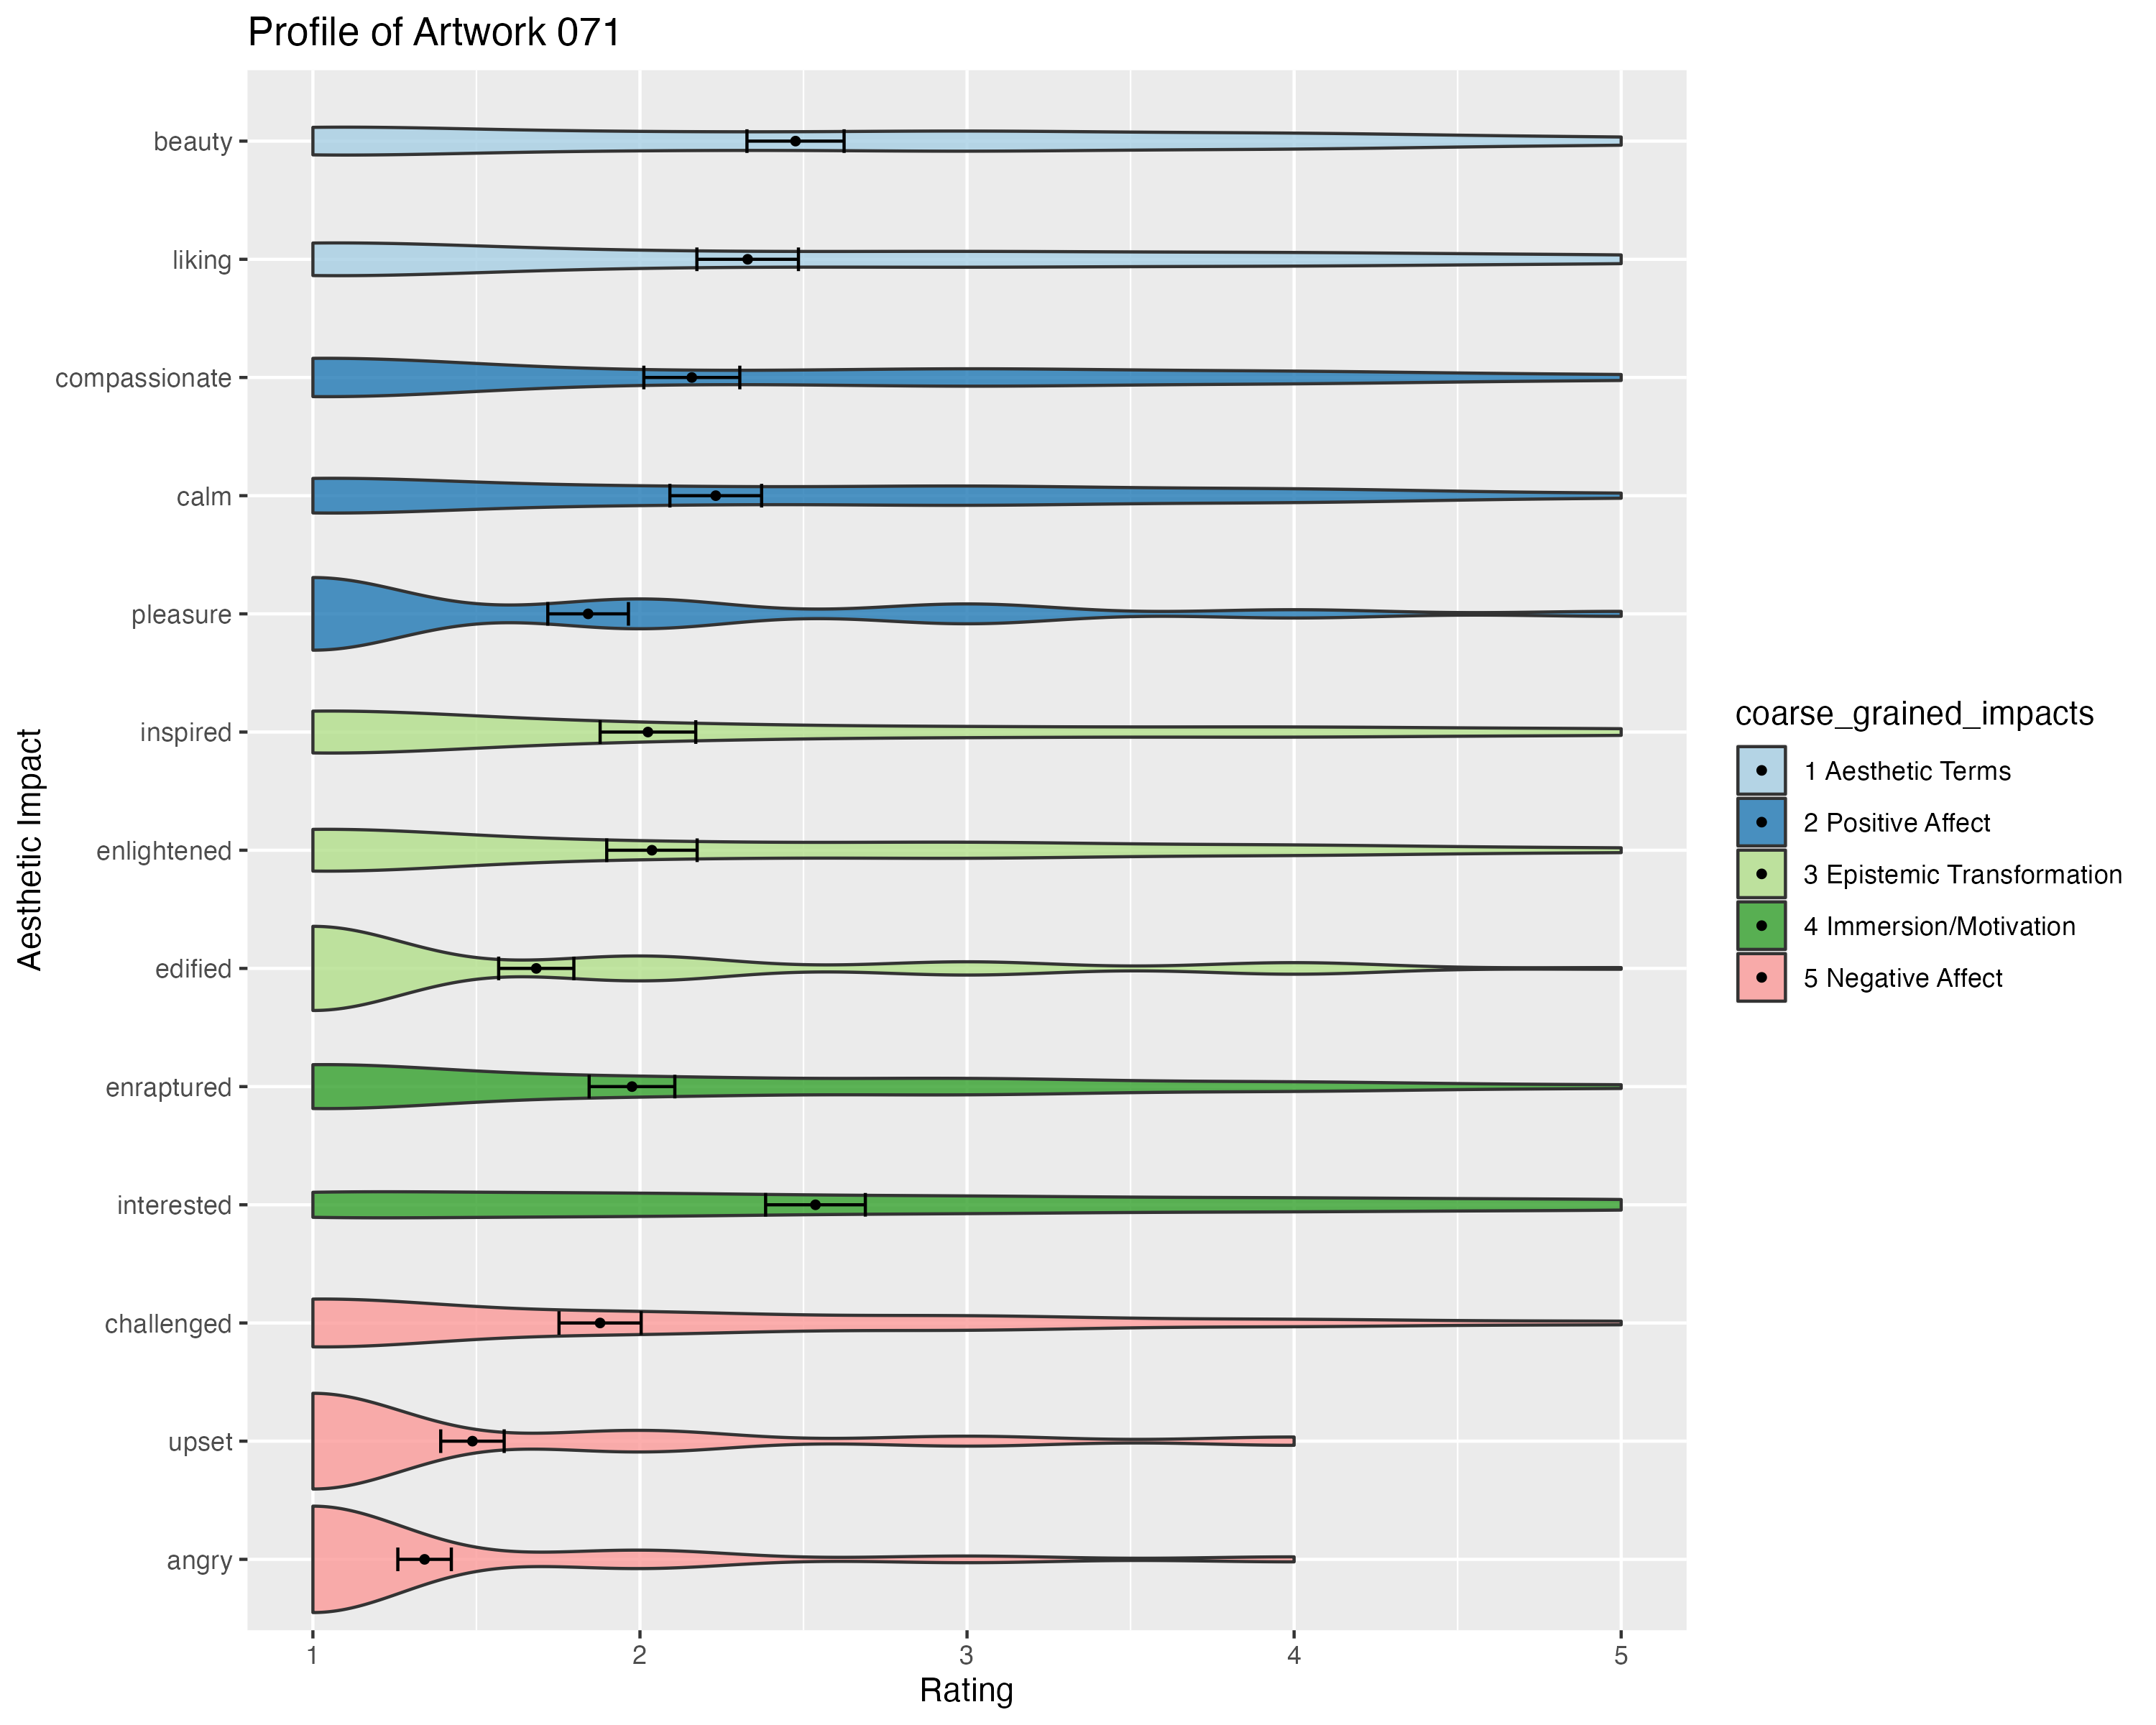 Profile of Artwork 071
Aesthetic Impact
beauty
liking
compassionate
calm
pleasure
inspired
enlightened
edified
enraptured
interested
challenged
upset
angry
1 2 3 4 5
Rating
coarse_grained_impacts
1 Aesthetic Terms
2 Positive Affect
3 Epistemic Transformation
4 Immersion/Motivation
5 Negative Affect